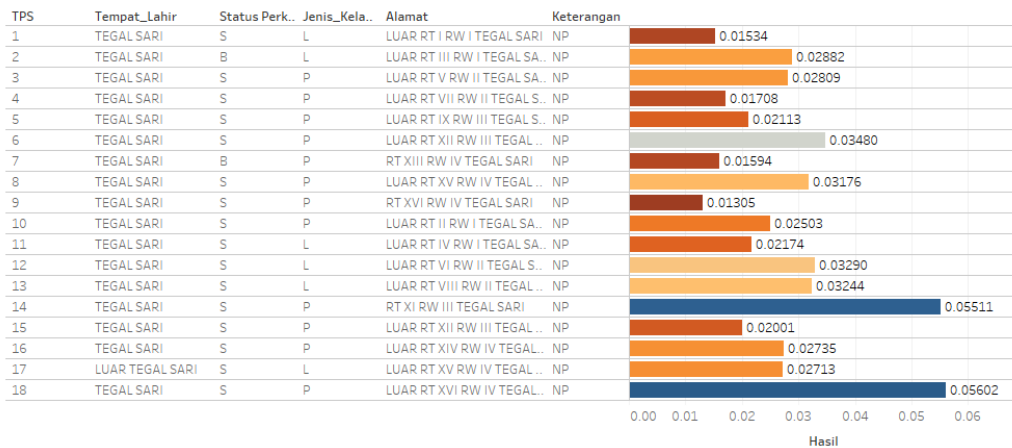 TPS Tempat_Lahir Status Perk.. Jenis_Kela.. Alamat Keterangan
1 TEGAL SARI S L LUAR RT I RW I TEGAL SARI NP 0.01534
2 TEGAL SARI B L LUAR RT III RW I TEGAL SA.. NP 0.02882
3 TEGAL SARI S P LUAR RT V RW II TEGAL SA.. NP 0.02809
4 TEGAL SARI S P LUAR RT VII RW II TEGAL S.. NP 0.01708
5 TEGAL SARI S P LUAR RT IX RW III TEGAL S.. NP 0.02113
6 TEGAL SARI S P LUAR RT XII RW III TEGAL .. NP 0.03480
7 TEGAL SARI B P RT XIII RW IV TEGAL SARI NP 0.01594
8 TEGAL SARI S P LUAR RT XV RW IV TEGAL .. NP 0.03176
9 TEGAL SARI S P RT XVI RW IV TEGAL SARI NP 0.01305
10 TEGAL SARI S P LUAR RT II RW I TEGAL SA.. NP 0.02503
11 TEGAL SARI S L LUAR RT IV RW I TEGAL SA.. NP 0.02174
12 TEGAL SARI S L LUAR RT VI RW II TEGAL S.. NP 0.03290
13 TEGAL SARI S L LUAR RT VIII RW II TEGAL .. NP 0.03244
14 TEGAL SARI S P RT XI RW III TEGAL SARI NP 0.05511
15 TEGAL SARI S P LUAR RT XII RW III TEGAL .. NP 0.02001
16 TEGAL SARI S P LUAR RT XIV RW IV TEGAL.. NP 0.02735
17 LUAR TEGAL SARI S L LUAR RT XV RW IV TEGAL .. NP 0.02713
18 TEGAL SARI S P LUAR RT XVI RW IV TEGAL.. NP 0.05602
0.00 0.01 0.02 0.03 0.04 0.05 0.06
Hasil